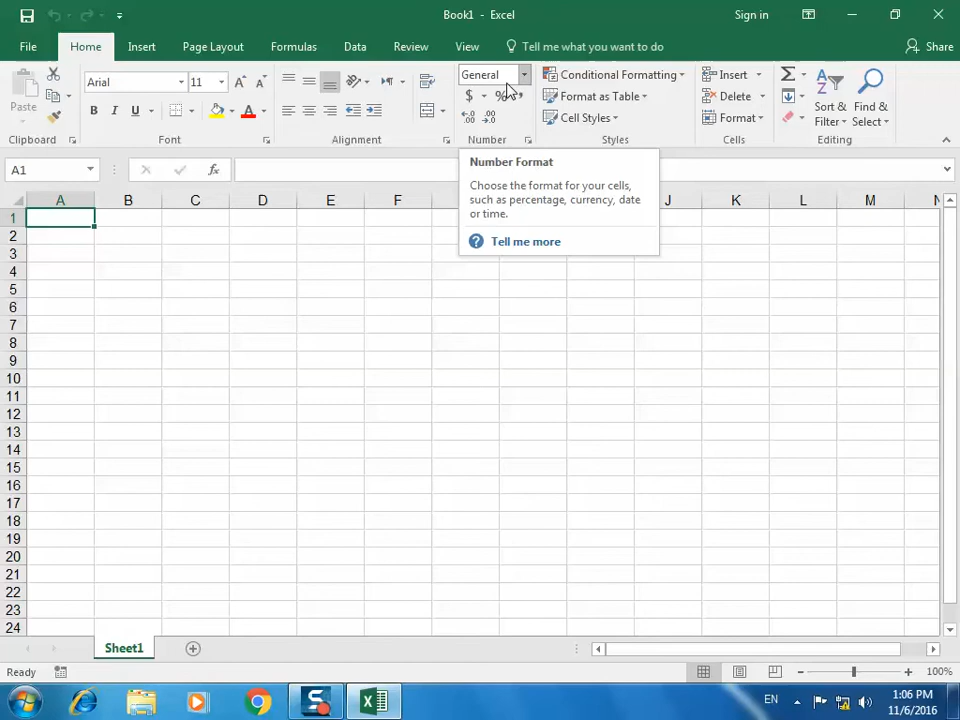 Book1 - Excel
Sign in
File
Home
Insert
Page Layout
Formulas
Data
Review
View
Tell me what you want to do
Share
Paste
Clipboard
Arial
11
B I U
A
Font
Alignment
General
$ %
Number
Conditional Formatting
Format as Table
Cell Styles
Styles
Insert
Delete
Format
Cells
Sort & Filter
Find & Select
Editing
A1
fx
Number Format
Choose the format for your cells,
such as percentage, currency, date
or time.
Tell me more
A B C D E F J K L M N
1
2
3
4
5
6
7
8
9
10
11
12
13
14
15
16
17
18
19
20
21
22
23
24
Sheet1
Ready
100%
EN
1:06 PM
11/6/2016